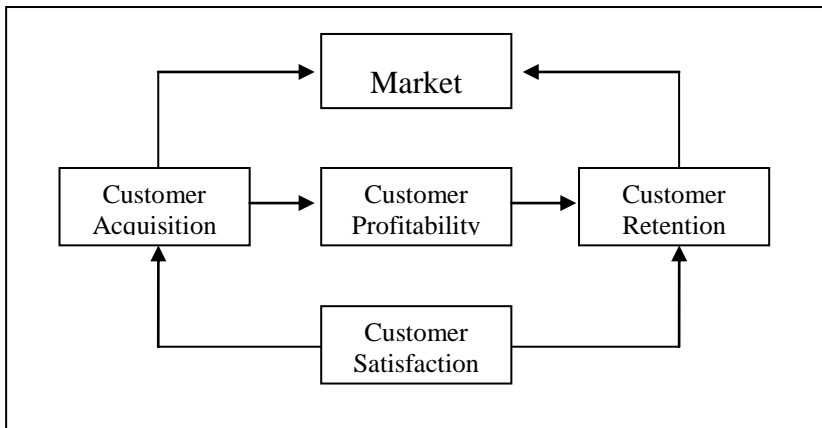 Market
Customer
Acquisition
Customer
Profitability
Customer
Retention
Customer
Satisfaction